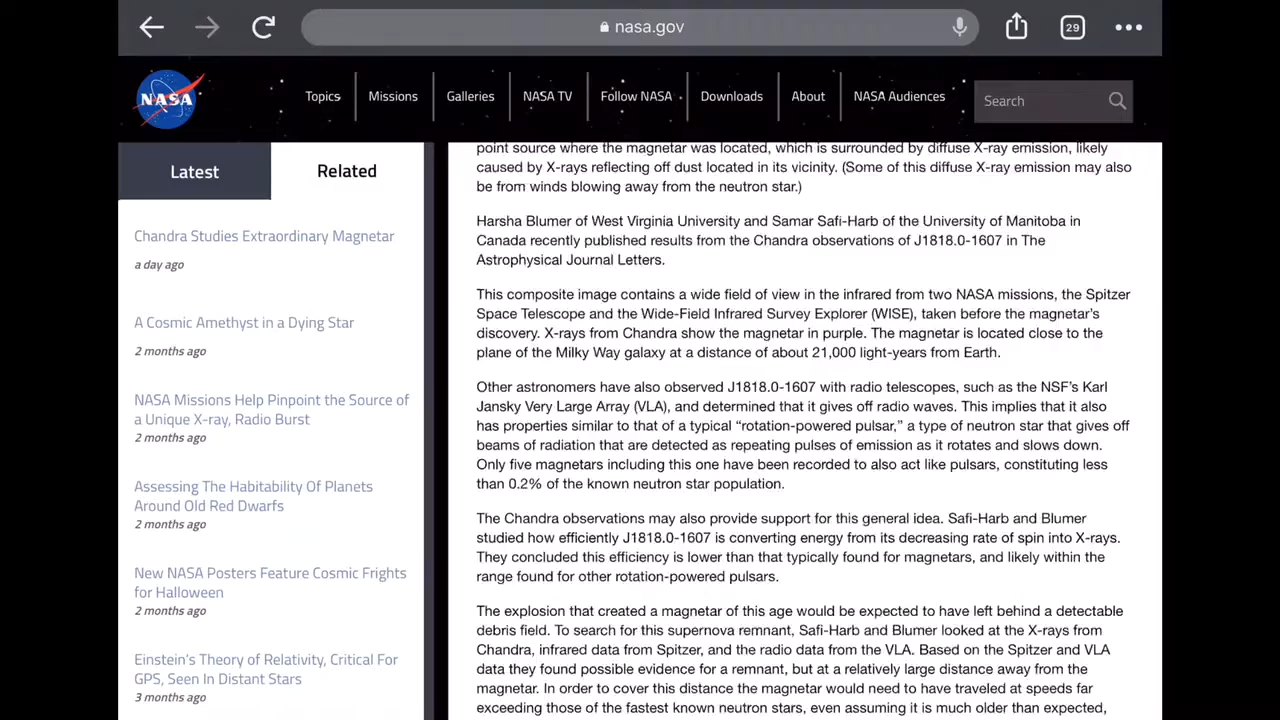 nasa.gov
29
NASA
Topics
Missions
Galleries
NASA TV
Follow NASA
Downloads
About
NASA Audiences
Search
Latest
Related
Chandra Studies Extraordinary Magnetar
a day ago
A Cosmic Amethyst in a Dying Star
2 months ago
NASA Missions Help Pinpoint the Source of
a Unique X-ray, Radio Burst
2 months ago
Assessing The Habitability Of Planets
Around Old Red Dwarfs
2 months ago
New NASA Posters Feature Cosmic Frights
for Halloween
2 months ago
Einstein's Theory of Relativity, Critical For
GPS, Seen In Distant Stars
3 months ago
point source where the magnetar was located, which is surrounded by diffuse X-ray emission, likely
caused by X-rays reflecting off dust located in its vicinity. (Some of this diffuse X-ray emission may also
be from winds blowing away from the neutron star.)
Harsha Blumer of West Virginia University and Samar Safi-Harb of the University of Manitoba in
Canada recently published results from the Chandra observations of J1818.0-1607 in The
Astrophysical Journal Letters.
This composite image contains a wide field of view in the infrared from two NASA missions, the Spitzer
Space Telescope and the Wide-Field Infrared Survey Explorer (WISE), taken before the magnetar's
discovery. X-rays from Chandra show the magnetar in purple. The magnetar is located close to the
plane of the Milky Way galaxy at a distance of about 21,000 light-years from Earth.
Other astronomers have also observed J1818.0-1607 with radio telescopes, such as the NSF's Karl
Jansky Very Large Array (VLA), and determined that it gives off radio waves. This implies that it also
has properties similar to that of a typical “rotation-powered pulsar,” a type of neutron star that gives off
beams of radiation that are detected as repeating pulses of emission as it rotates and slows down.
Only five magnetars including this one have been recorded to also act like pulsars, constituting less
than 0.2% of the known neutron star population.
The Chandra observations may also provide support for this general idea. Safi-Harb and Blumer
studied how efficiently J1818.0-1607 is converting energy from its decreasing rate of spin into X-rays.
They concluded this efficiency is lower than that typically found for magnetars, and likely within the
range found for other rotation-powered pulsars.
The explosion that created a magnetar of this age would be expected to have left behind a detectable
debris field. To search for this supernova remnant, Safi-Harb and Blumer looked at the X-rays from
Chandra, infrared data from Spitzer, and the radio data from the VLA. Based on the Spitzer and VLA
data they found possible evidence for a remnant, but at a relatively large distance away from the
magnetar. In order to cover this distance the magnetar would need to have traveled at speeds far
exceeding those of the fastest known neutron stars, even assuming it is much older than expected,